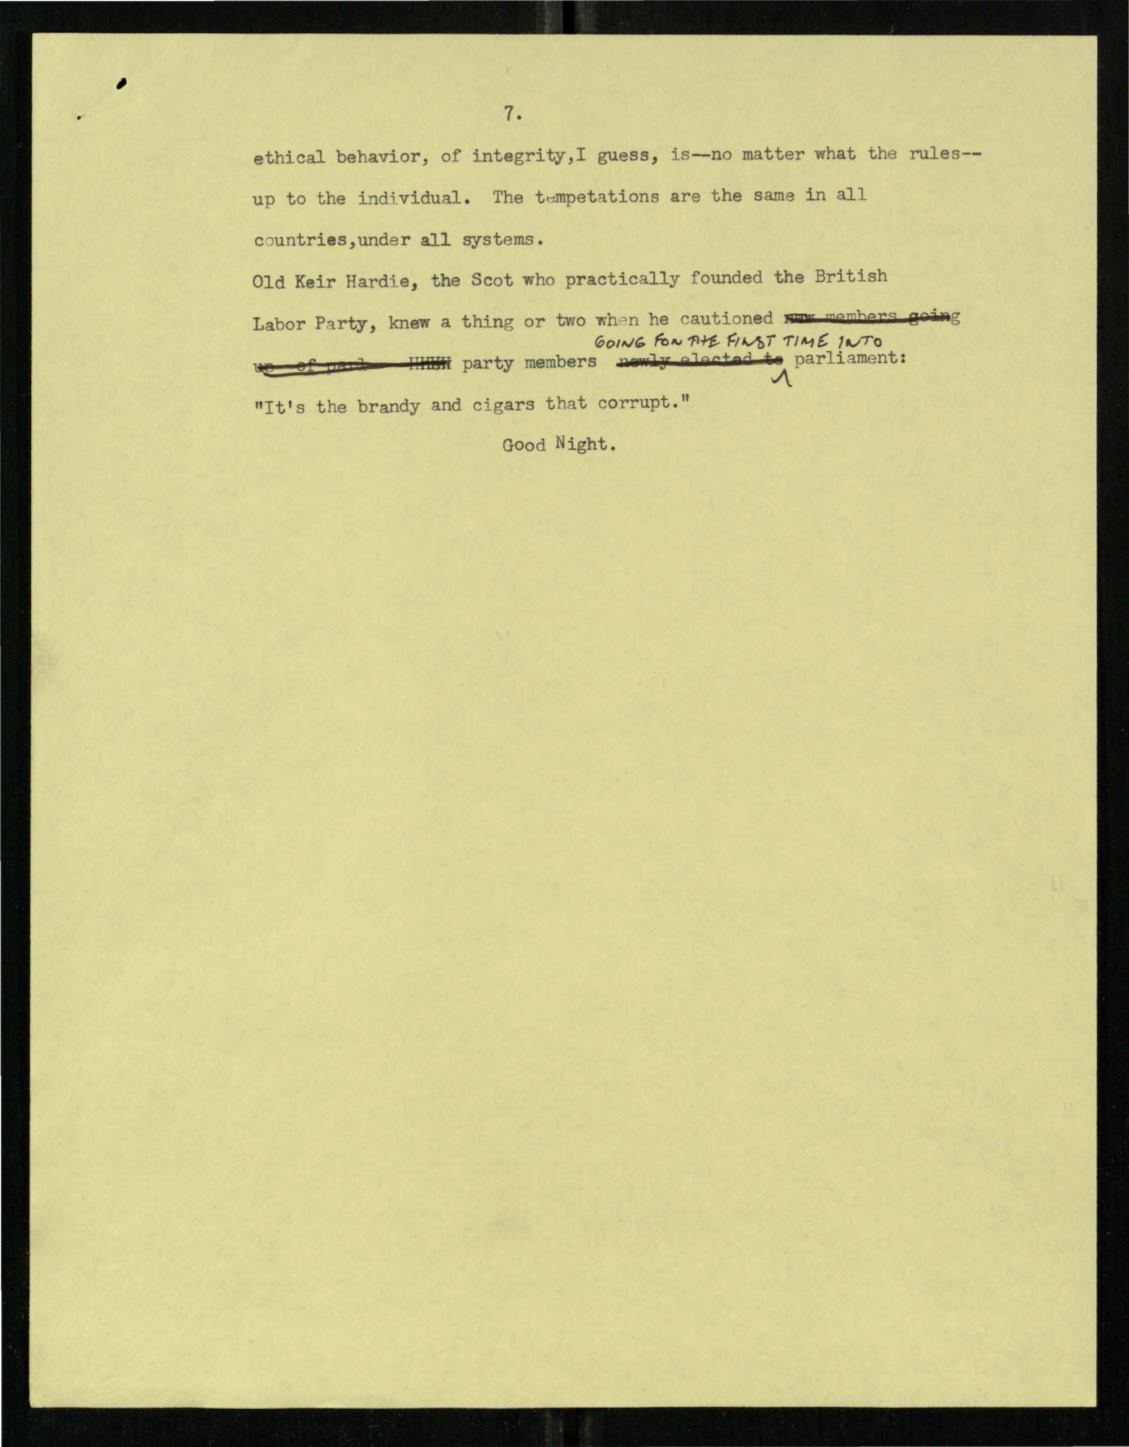 7.
ethical behavior, of integrity,I guess, is--no matter what the rules--
up to the individual. The tempetations are the same in all
countries,under all systems.
Old Keir Hardie, the Scot who practically founded the British
Labor Party, knew a thing or two when he cautioned new members going
GOING FOR THE FIRST TIME INTO
up of parl HHHH party members newly elected to parliament:
"It's the brandy and cigars that corrupt."
Good Night.